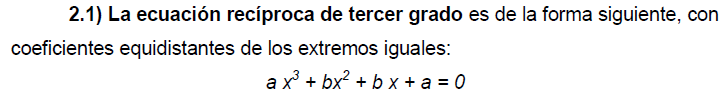 2.1) La ecuación recíproca de tercer grado es de la forma siguiente, con
coeficientes equidistantes de los extremos iguales:
a x³ + bx² + b x + a = 0